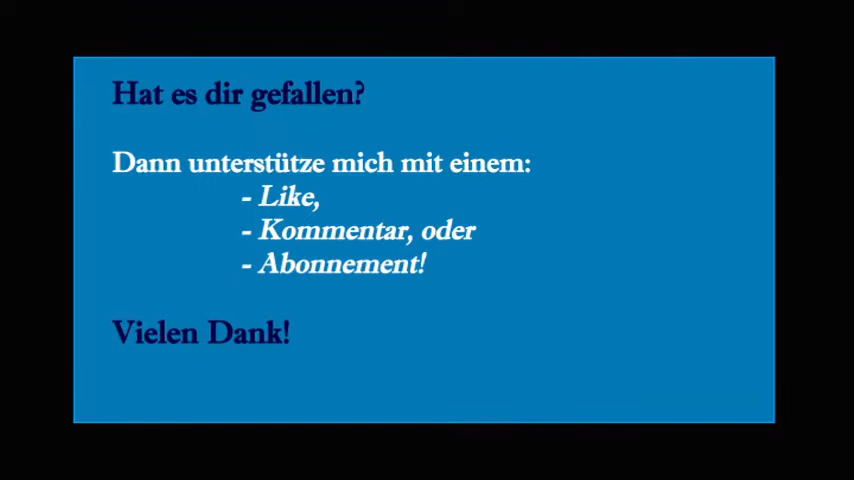 Hat es dir gefallen?
Dann unterstütze mich mit einem:
- Like,
- Kommentar, oder
- Abonnement!
Vielen Dank!